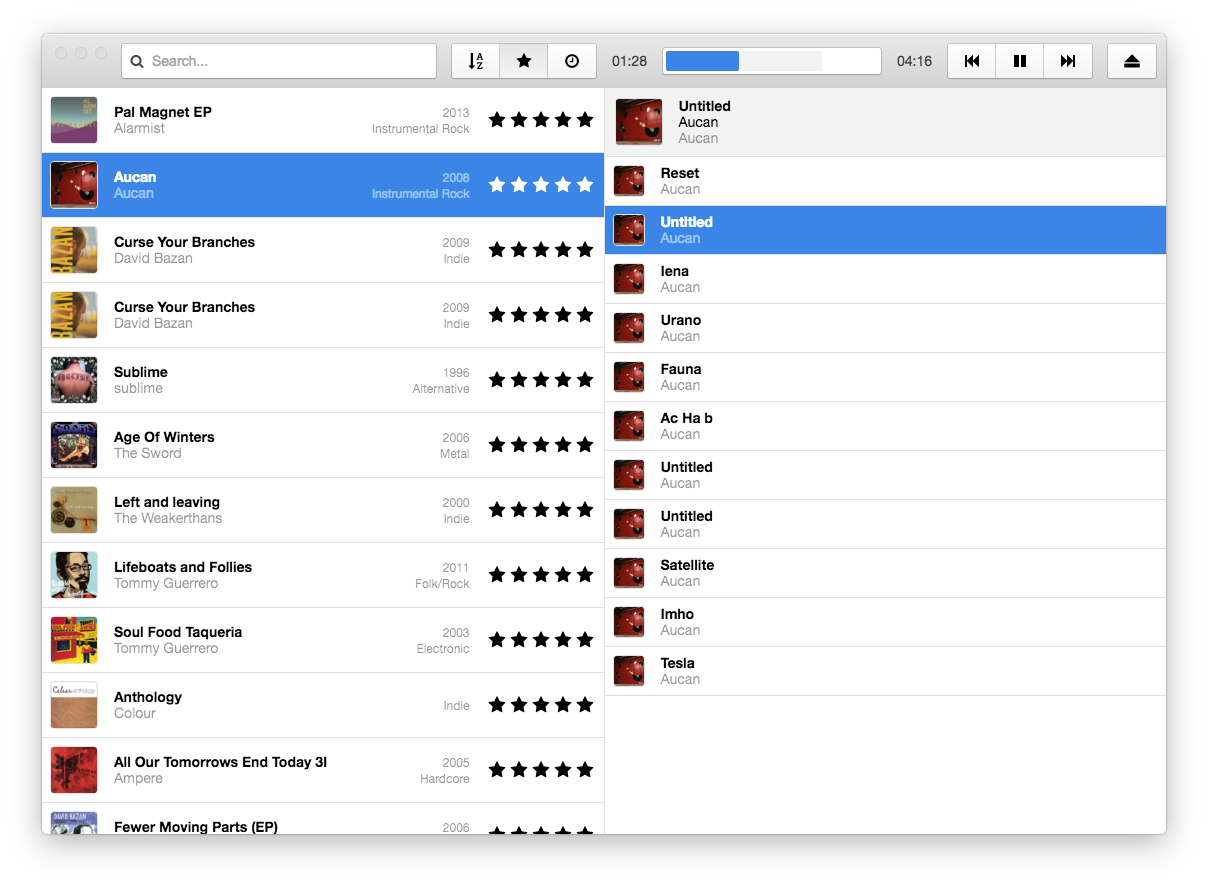 Search...
01:28
04:16
Pal Magnet EP
2013
Alarmist
Instrumental Rock
Aucan
2008
Aucan
Instrumental Rock
Curse Your Branches
2009
David Bazan
Indie
Curse Your Branches
2009
David Bazan
Indie
Sublime
1996
sublime
Alternative
Age Of Winters
2006
The Sword
Metal
Left and leaving
2000
The Weakerthans
Indie
Lifeboats and Follies
2011
Tommy Guerrero
Folk/Rock
Soul Food Taqueria
2003
Tommy Guerrero
Electronic
Anthology
Colour
Indie
All Our Tomorrows End Today 3I
2005
Ampere
Hardcore
DAVID BAZAN
Fewer Moving Parts (EP)
2006
BAZAN
BAZAN
Untitled
Aucan
Aucan
Reset
Aucan
Untitled
Aucan
Iena
Aucan
Urano
Aucan
Fauna
Aucan
Ac Ha b
Aucan
Untitled
Aucan
Untitled
Aucan
Satellite
Aucan
Imho
Aucan
Tesla
Aucan